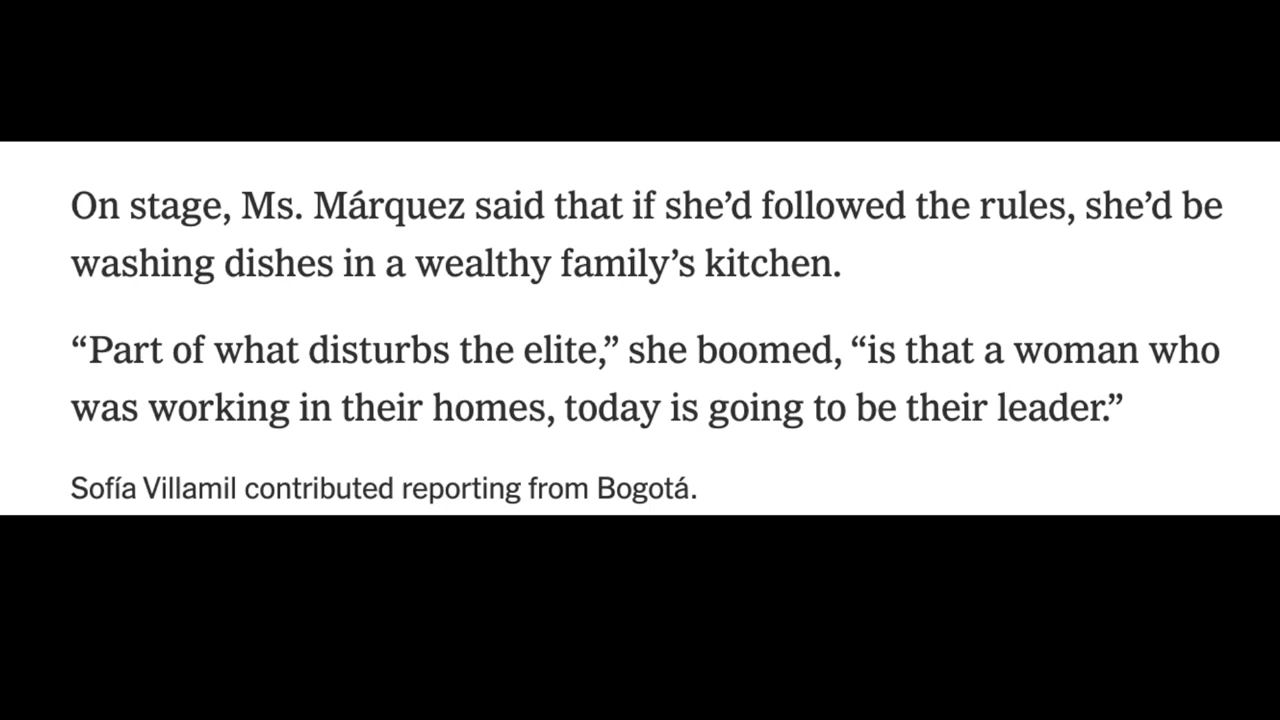 On stage, Ms. Márquez said that if she’d followed the rules, she’d be
washing dishes in a wealthy family’s kitchen.
“Part of what disturbs the elite,” she boomed, “is that a woman who
was working in their homes, today is going to be their leader.”
Sofía Villamil contributed reporting from Bogotá.